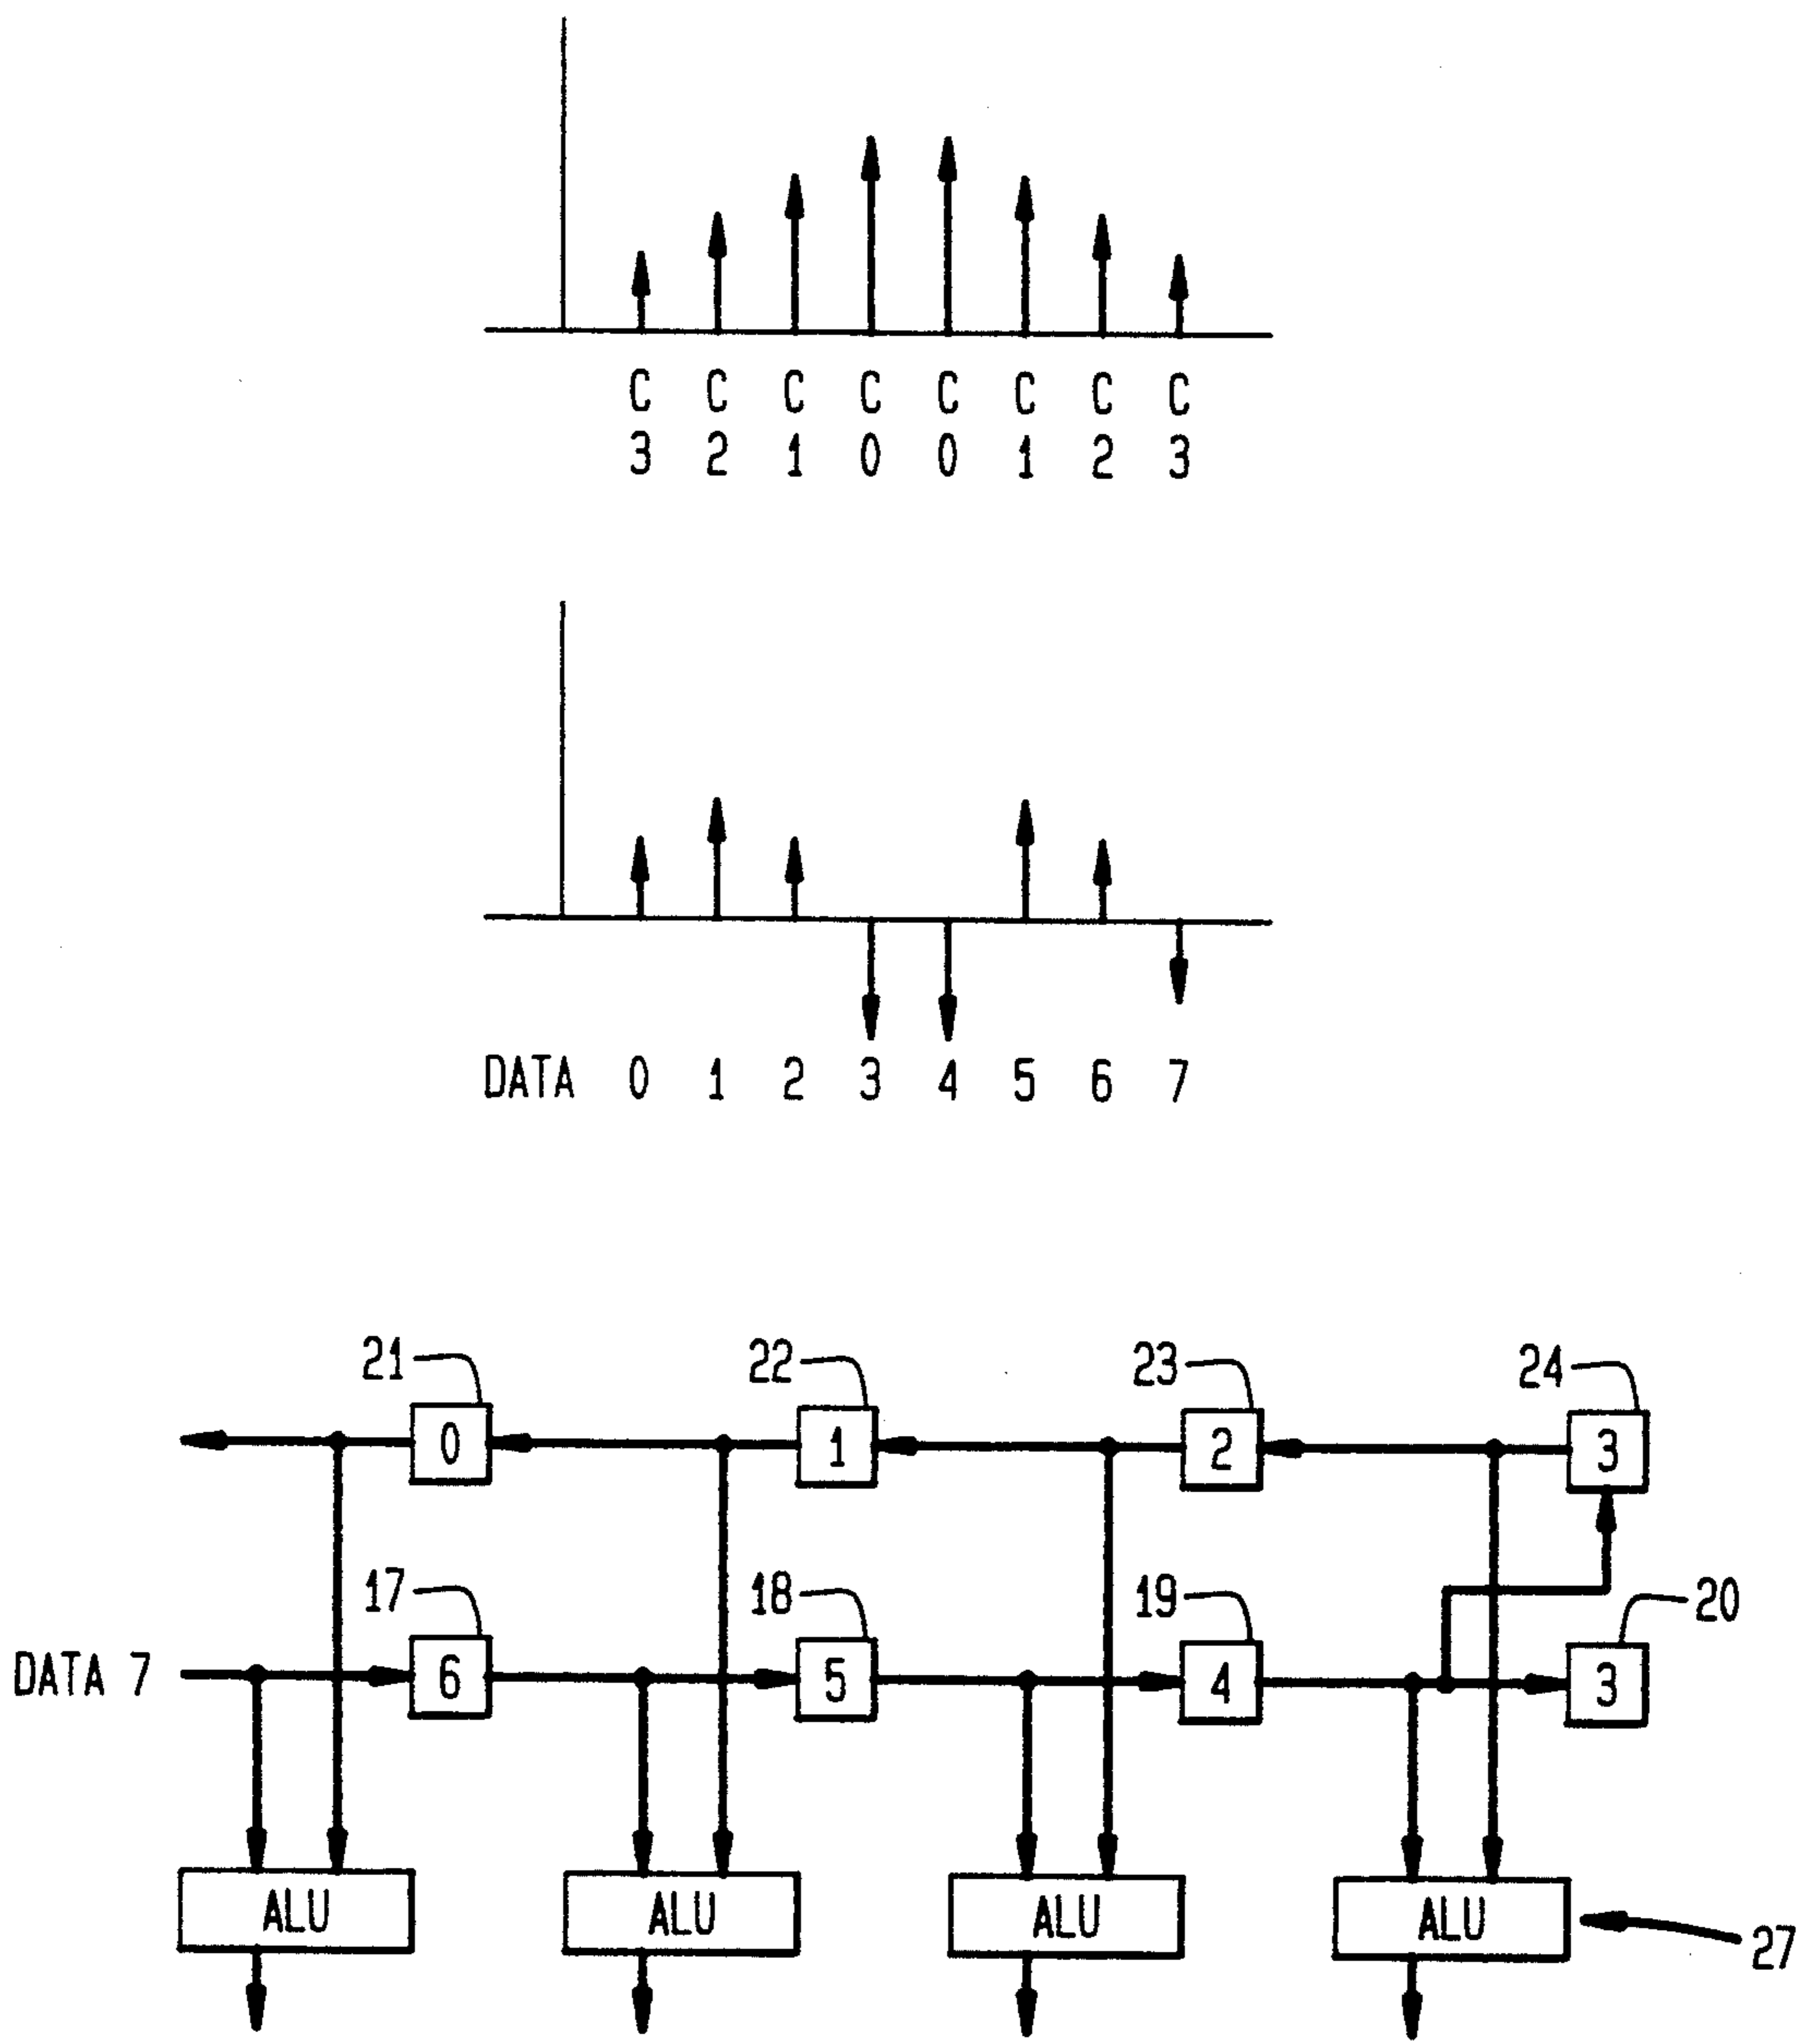 C C C C C C C C
3 2 1 0 0 1 2 3
DATA 0 1 2 3 4 5 6 7
21 22 23 24
0 1 2 3
17 18 19 20
DATA 7 6 5 4 3
ALU ALU ALU ALU
27